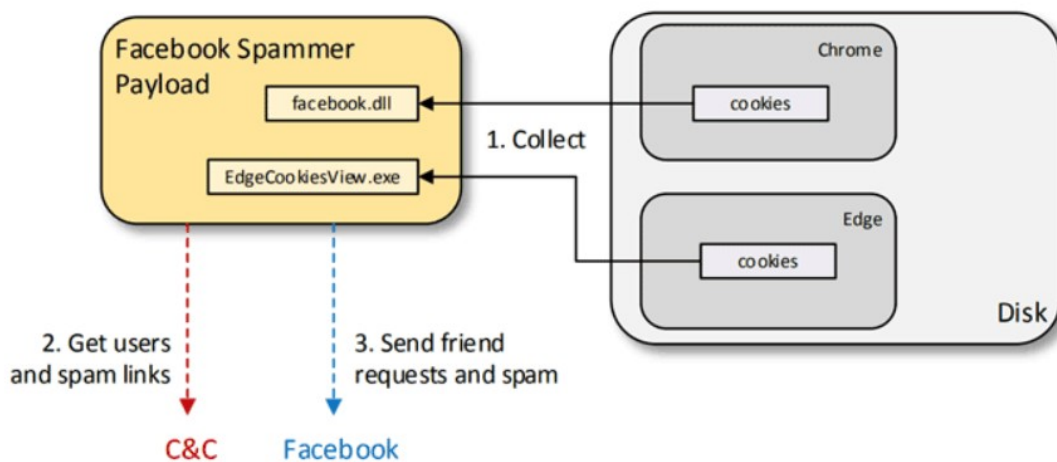 Facebook Spammer
Payload
facebook.dll
EdgeCookiesView.exe
1. Collect
Chrome
cookies
Edge
cookies
Disk
2. Get users
and spam links
3. Send friend
requests and spam
C&C
Facebook